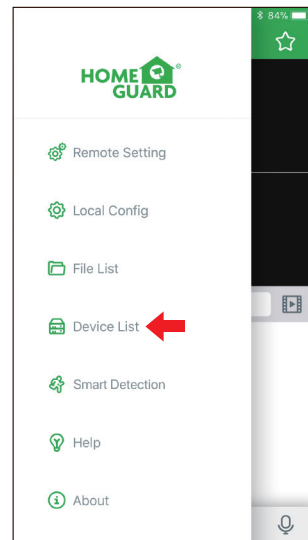 84%
HOME
GUARD®
Remote Setting
Local Config
File List
Device List
Smart Detection
Help
About